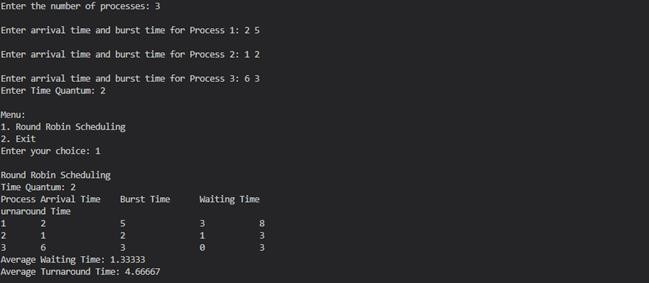 Enter the number of processes: 3
Enter arrival time and burst time for Process 1: 2 5
Enter arrival time and burst time for Process 2: 1 2
Enter arrival time and burst time for Process 3: 6 3
Enter Time Quantum: 2
Menu:
1. Round Robin Scheduling
2. Exit
Enter your choice: 1
Round Robin Scheduling
Time Quantum: 2
Process Arrival Time Burst Time Waiting Time
urnaround Time
1 2 5 3 8
2 1 2 1 3
3 6 3 0 3
Average Waiting Time: 1.33333
Average Turnaround Time: 4.66667